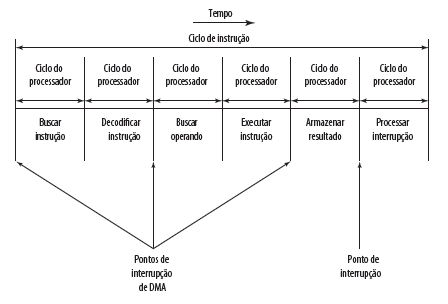 Tempo
Ciclo de instrução
Ciclo do
processador
Ciclo do
processador
Ciclo do
processador
Ciclo do
processador
Ciclo do
processador
Ciclo do
processador
Buscar
instrução
Decodificar
instrução
Buscar
operando
Executar
instrução
Armazenar
resultado
Processar
interrupção
Pontos de
interrupção
de DMA
Ponto de
interrupção